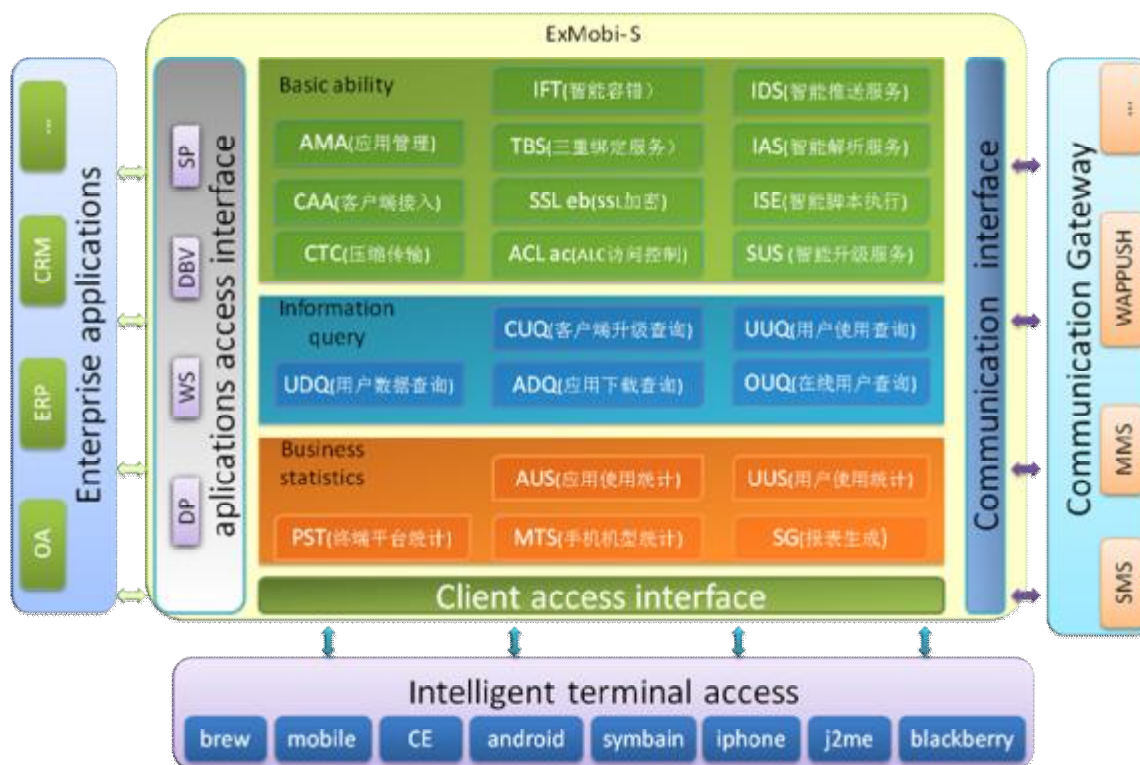 ExMobi-S
Enterprise applications
...
CRM
ERP
OA
aplications access interface
SP
DBV
WS
DP
Basic ability
IFT(智能容错)
IDS(智能推送服务)
AMA(应用管理)
TBS(三重绑定服务)
IAS(智能解析服务)
CAA(客户端接入)
SSL eb(SSL加密)
ISE(智能脚本执行)
CTC(压缩传输)
ACL ac(ALC访问控制)
SUS(智能升级服务)
Information
query
CUQ(客户端升级查询)
UUQ(用户使用查询)
UDQ(用户数据查询)
ADQ(应用下载查询)
OUQ(在线用户查询)
Business
statistics
AUS(应用使用统计)
UUS(用户使用统计)
PST(终端平台统计)
MTS(手机机型统计)
SG(报表生成)
Client access interface
Communication interface
Communication Gateway
...
WAPPUSH
MMS
SMS
Intelligent terminal access
brew
mobile
CE
android
symbain
iphone
j2me
blackberry